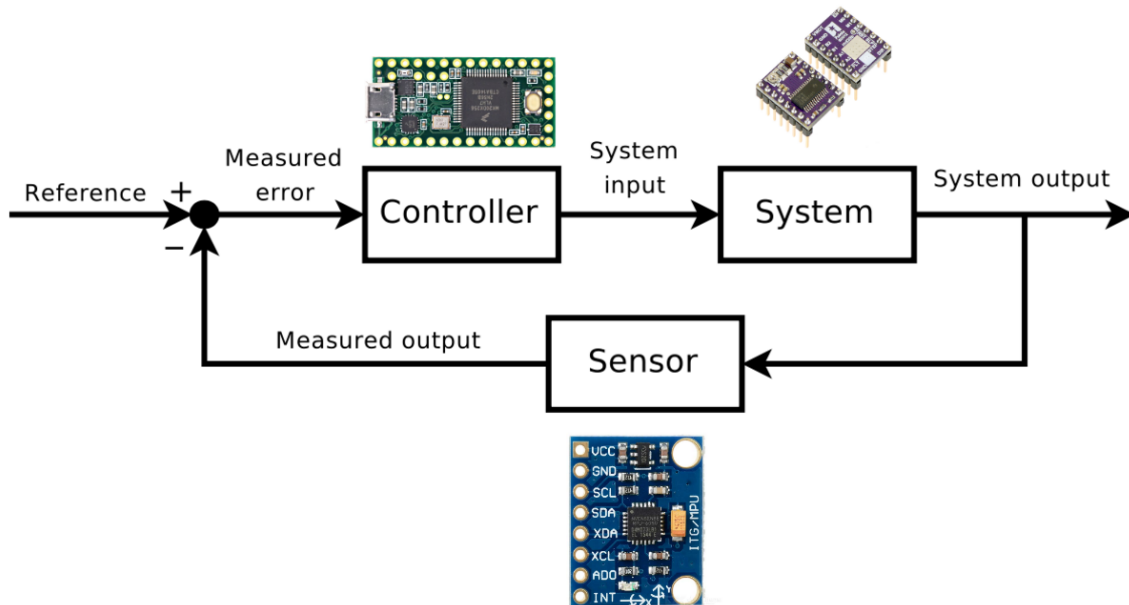 Reference
+
−
Measured
error
Controller
System
input
System
System output
Measured output
Sensor
VCC
GND
SCL
SDA
XDA
XCL
ADO
INT
ITG/MPU
X
Y